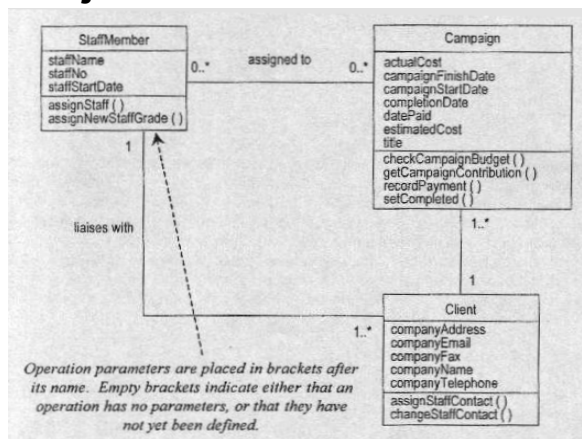 StaffMember
staffName
staffNo
staffStartDate
assignStaff ( )
assignNewStaffGrade ( )
0..*
assigned to
0..*
Campaign
actualCost
campaignFinishDate
campaignStartDate
completionDate
datePaid
estimatedCost
title
checkCampaignBudget ( )
getCampaignContribution ( )
recordPayment ( )
setCompleted ( )
1
liaises with
1..*
1..*
1
Client
companyAddress
companyEmail
companyFax
companyName
companyTelephone
assignStaffContact ( )
changeStaffContact ( )
Operation parameters are placed in brackets after
its name. Empty brackets indicate either that an
operation has no parameters, or that they have
not yet been defined.